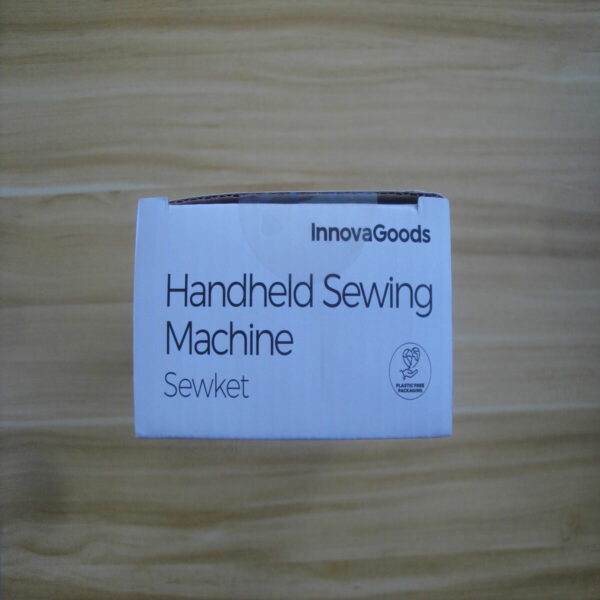 InnovaGoods
Handheld Sewing
Machine
Sewket
PLASTIC FREE
PACKAGING